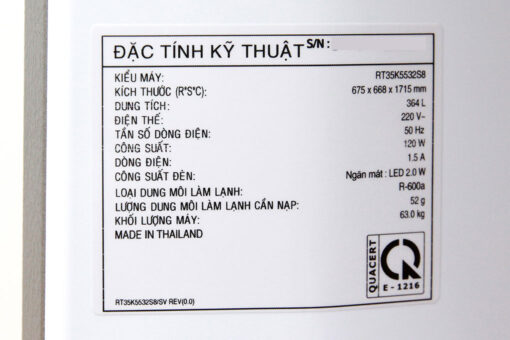 ĐẶC TÍNH KỸ THUẬT S/N :
KIỂU MÁY: RT35K5532S8
KÍCH THƯỚC (R*S*C): 675 x 668 x 1715 mm
DUNG TÍCH: 364 L
ĐIỆN THẾ: 220 V~
TẦN SỐ DÒNG ĐIỆN: 50 Hz
CÔNG SUẤT: 120 W
DÒNG ĐIỆN: 1.5 A
CÔNG SUẤT ĐÈN: Ngăn mát : LED 2.0 W
LOẠI DUNG MÔI LÀM LẠNH: R-600a
LƯỢNG DUNG MÔI LÀM LẠNH CẦN NẠP: 52 g
KHỐI LƯỢNG MÁY: 63.0 kg
MADE IN THAILAND
QUACERT
E - 1216
RT35K5532S8/SV REV(0.0)